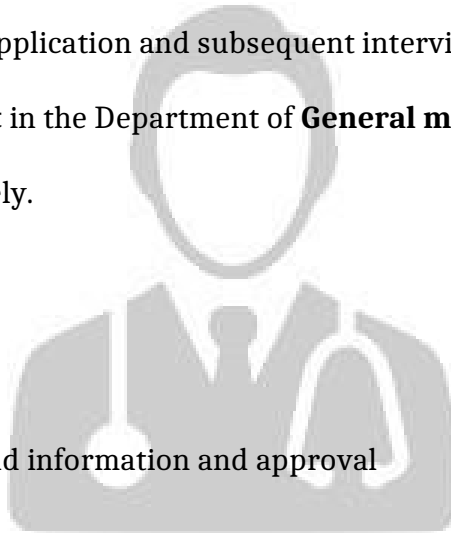 pplication and subsequent intervi
in the Department of General m
ly.
d information and approval